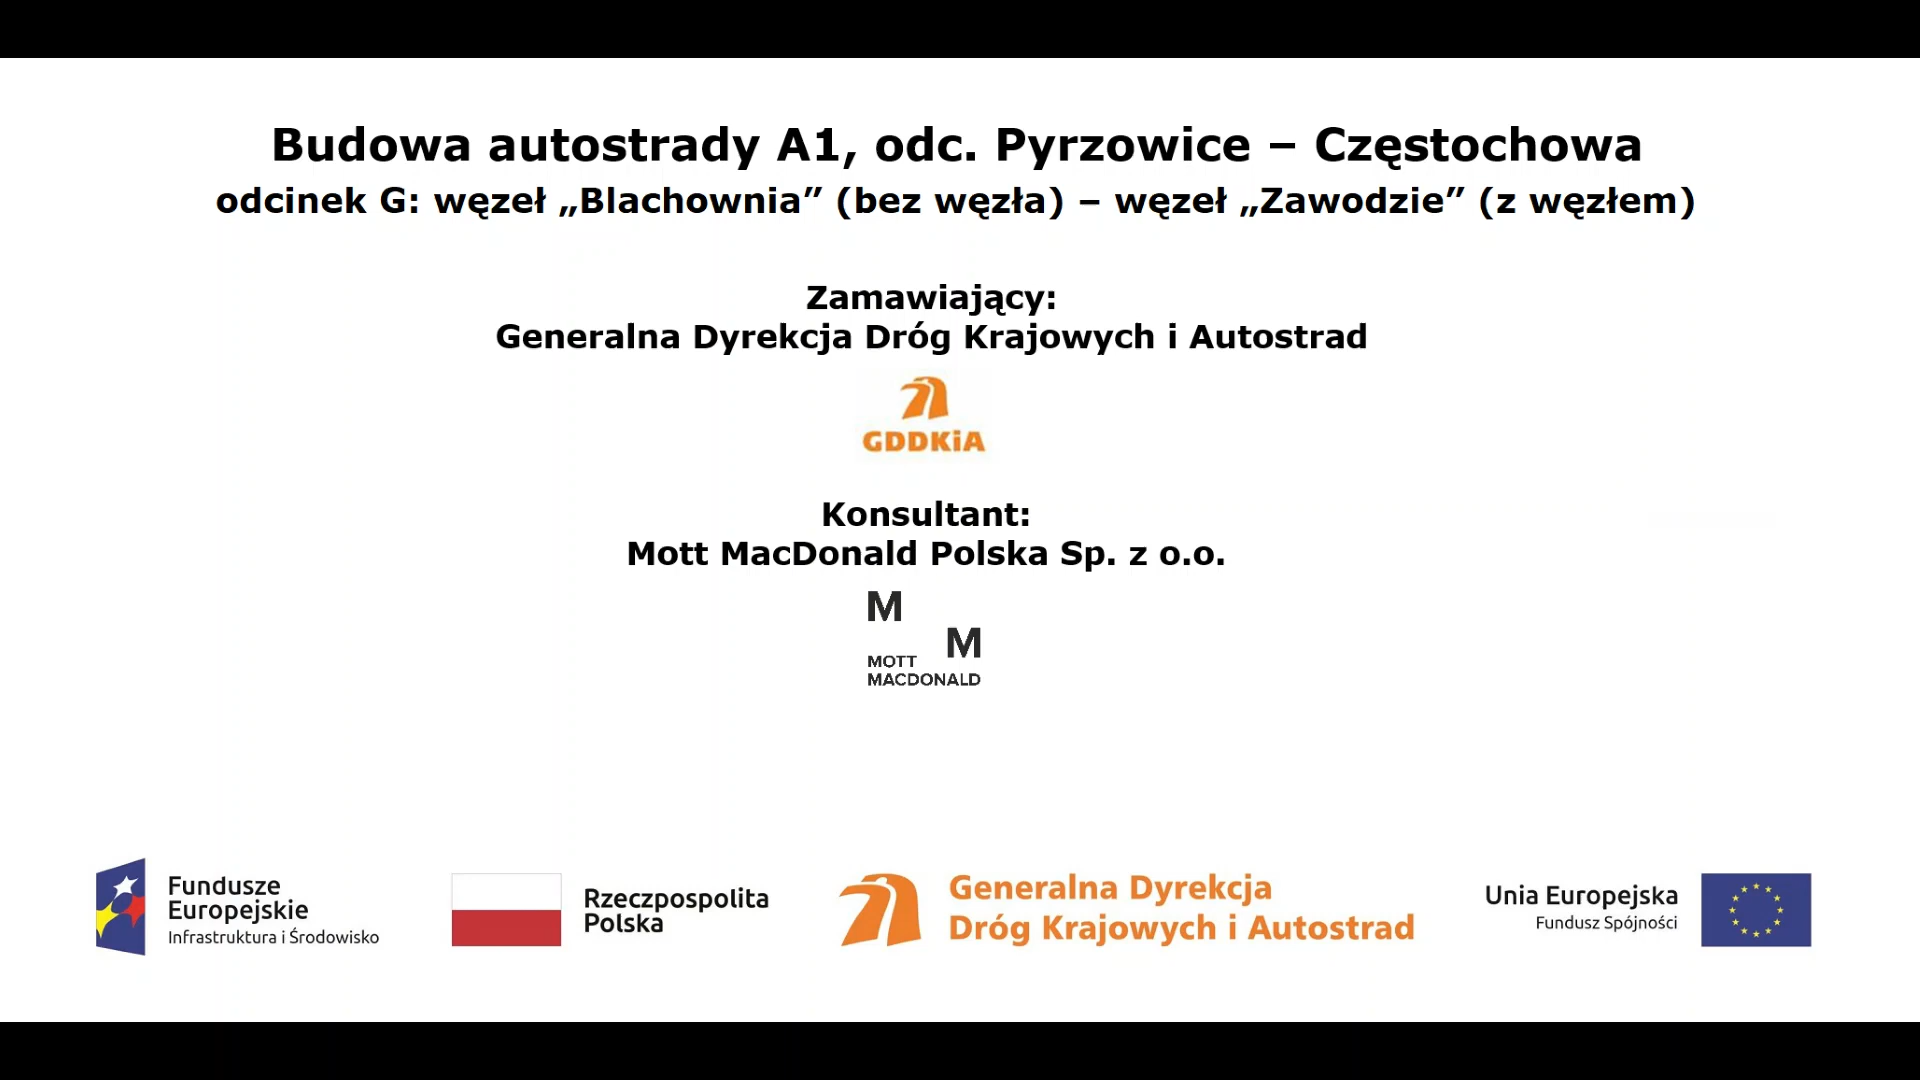 Budowa autostrady A1, odc. Pyrzowice – Częstochowa
odcinek G: węzeł „Blachownia” (bez węzła) – węzeł „Zawodzie” (z węzłem)
Zamawiający:
Generalna Dyrekcja Dróg Krajowych i Autostrad
GDDKiA
Konsultant:
Mott MacDonald Polska Sp. z o.o.
M
M
MOTT
MACDONALD
Fundusze
Europejskie
Infrastruktura i Środowisko
Rzeczpospolita
Polska
Generalna Dyrekcja
Dróg Krajowych i Autostrad
Unia Europejska
Fundusz Spójności